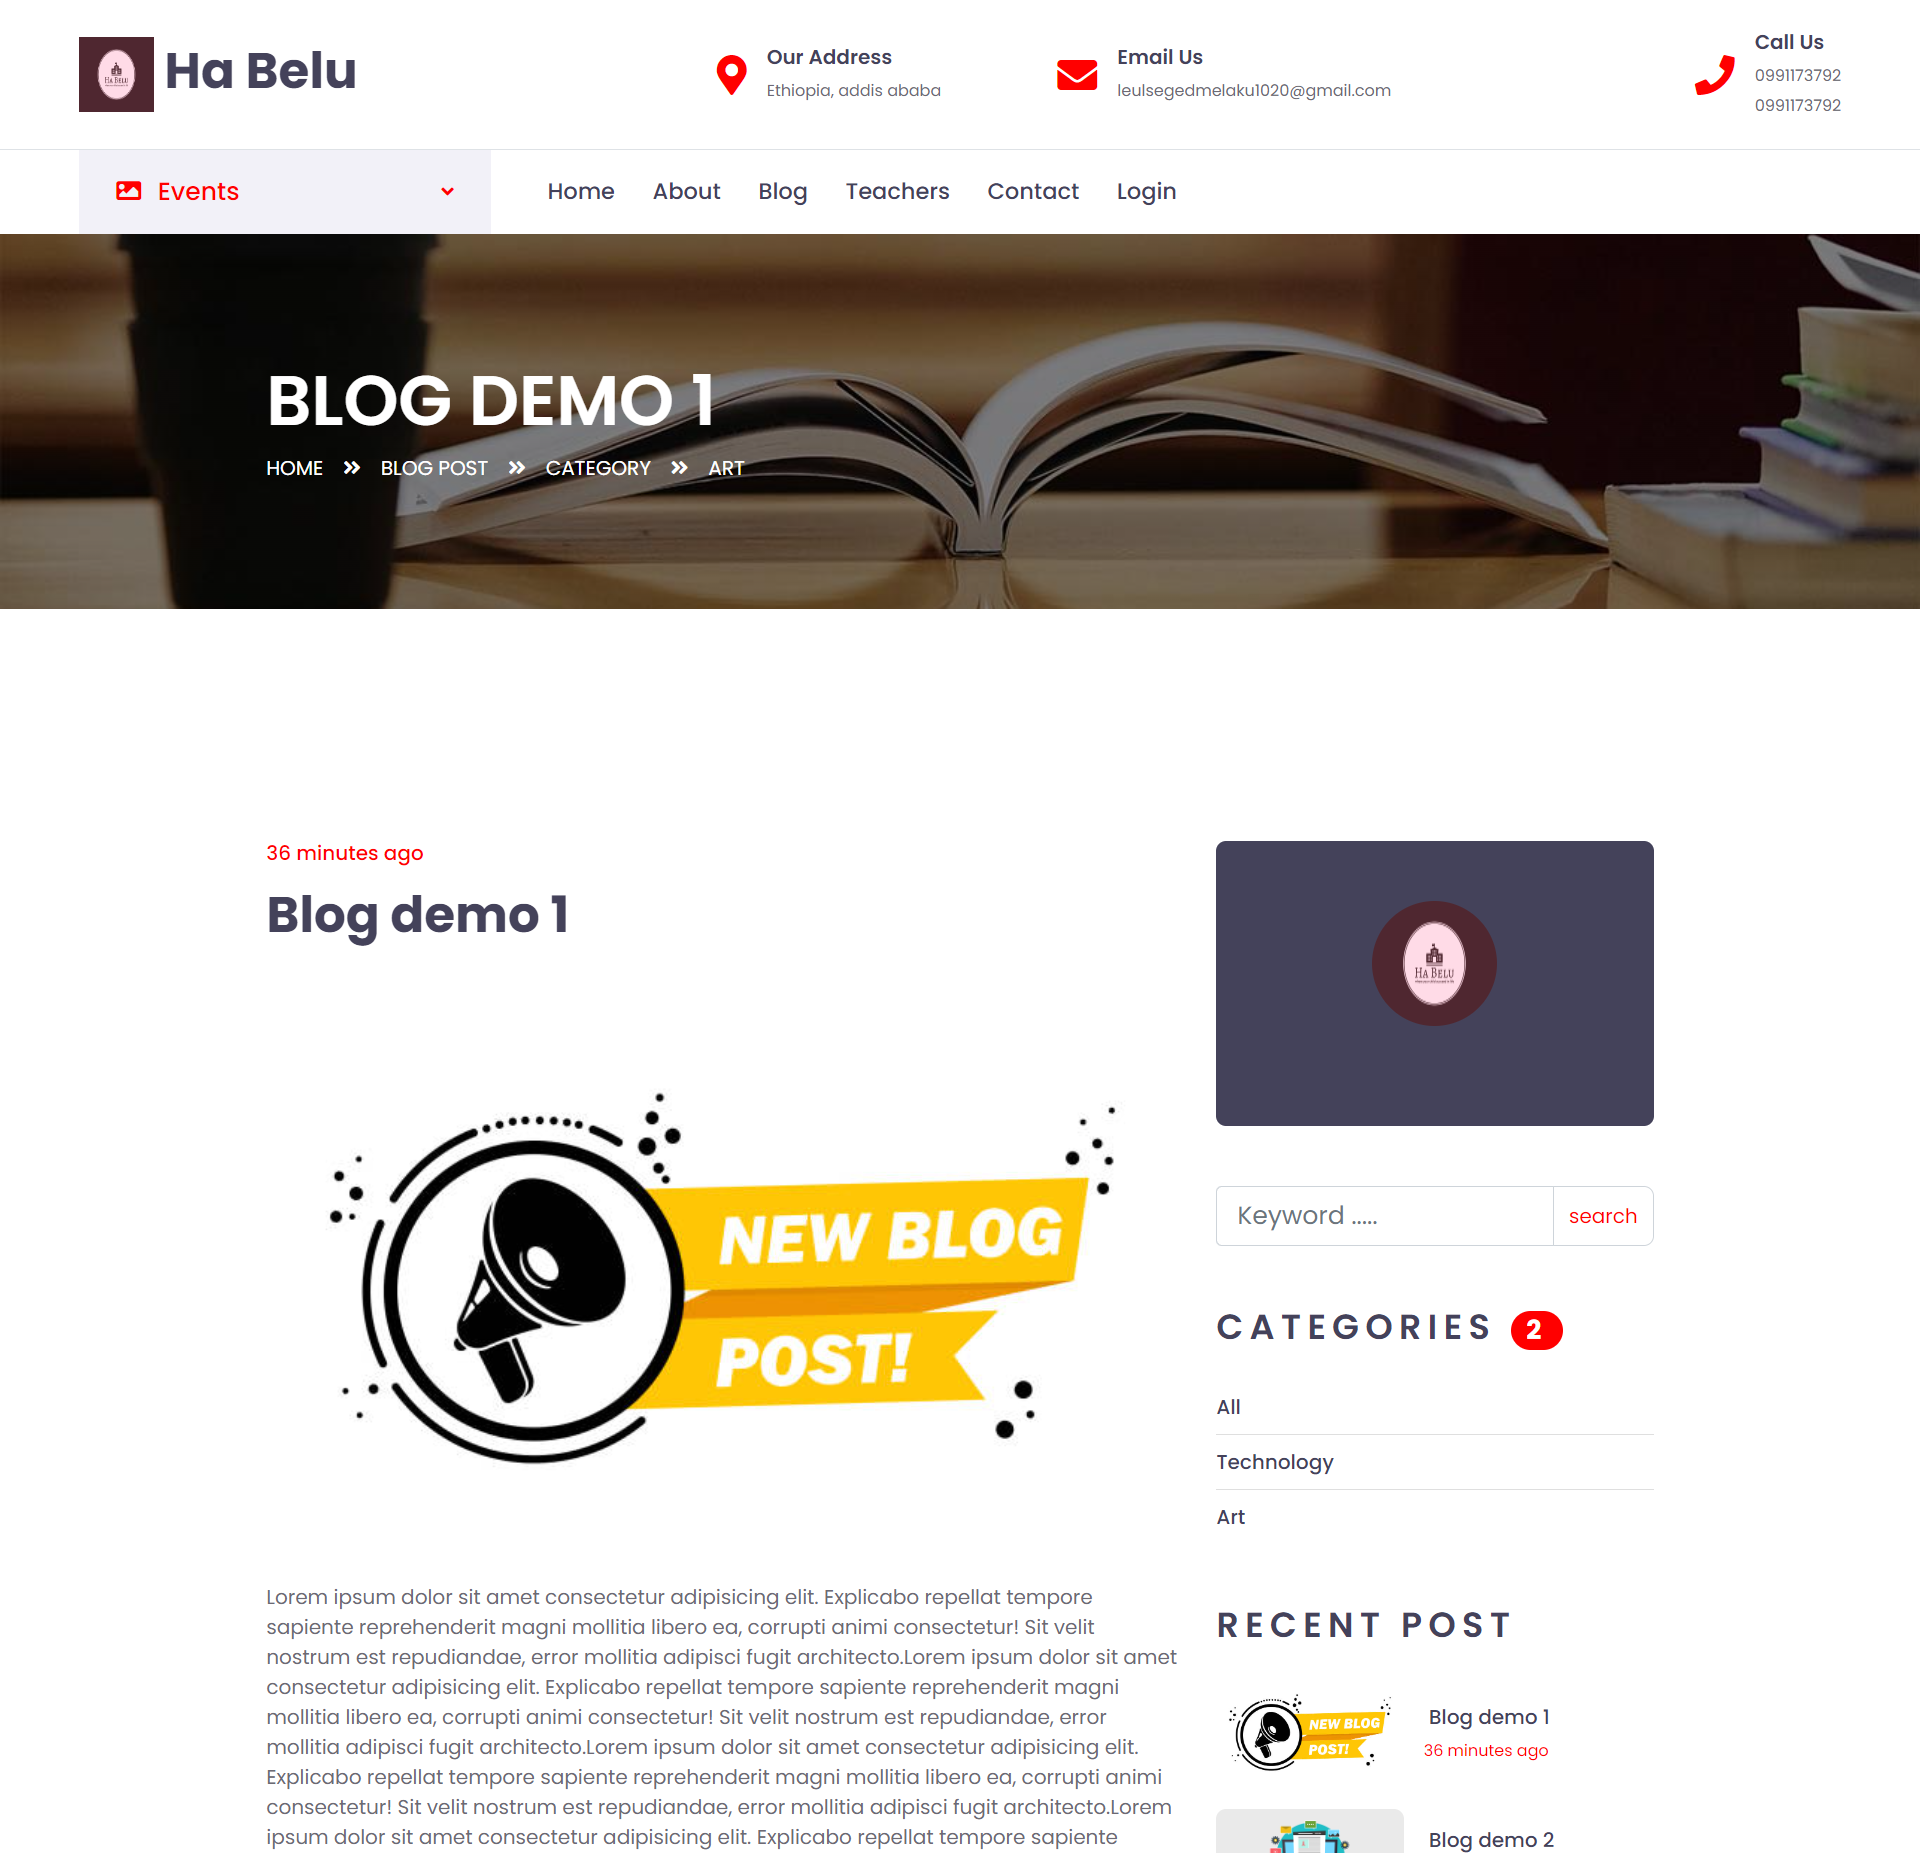 HA BELU
Ha Belu
Our Address
Ethiopia, addis ababa
Email Us
leulsegedmelaku1020@gmail.com
Call Us
0991173792
0991173792
Events
Home About Blog Teachers Contact Login
BLOG DEMO 1
HOME BLOG POST CATEGORY ART
36 minutes ago
Blog demo 1
NEW BLOG
POST!
Lorem ipsum dolor sit amet consectetur adipisicing elit. Explicabo repellat tempore
sapiente reprehenderit magni mollitia libero ea, corrupti animi consectetur! Sit velit
nostrum est repudiandae, error mollitia adipisci fugit architecto.Lorem ipsum dolor sit amet
consectetur adipisicing elit. Explicabo repellat tempore sapiente reprehenderit magni
mollitia libero ea, corrupti animi consectetur! Sit velit nostrum est repudiandae, error
mollitia adipisci fugit architecto.Lorem ipsum dolor sit amet consectetur adipisicing elit.
Explicabo repellat tempore sapiente reprehenderit magni mollitia libero ea, corrupti animi
consectetur! Sit velit nostrum est repudiandae, error mollitia adipisci fugit architecto.Lorem
ipsum dolor sit amet consectetur adipisicing elit. Explicabo repellat tempore sapiente
HA BELU
Keyword .....
search
CATEGORIES 2
All
Technology
Art
RECENT POST
NEW BLOG
POST!
Blog demo 1
36 minutes ago
Blog demo 2